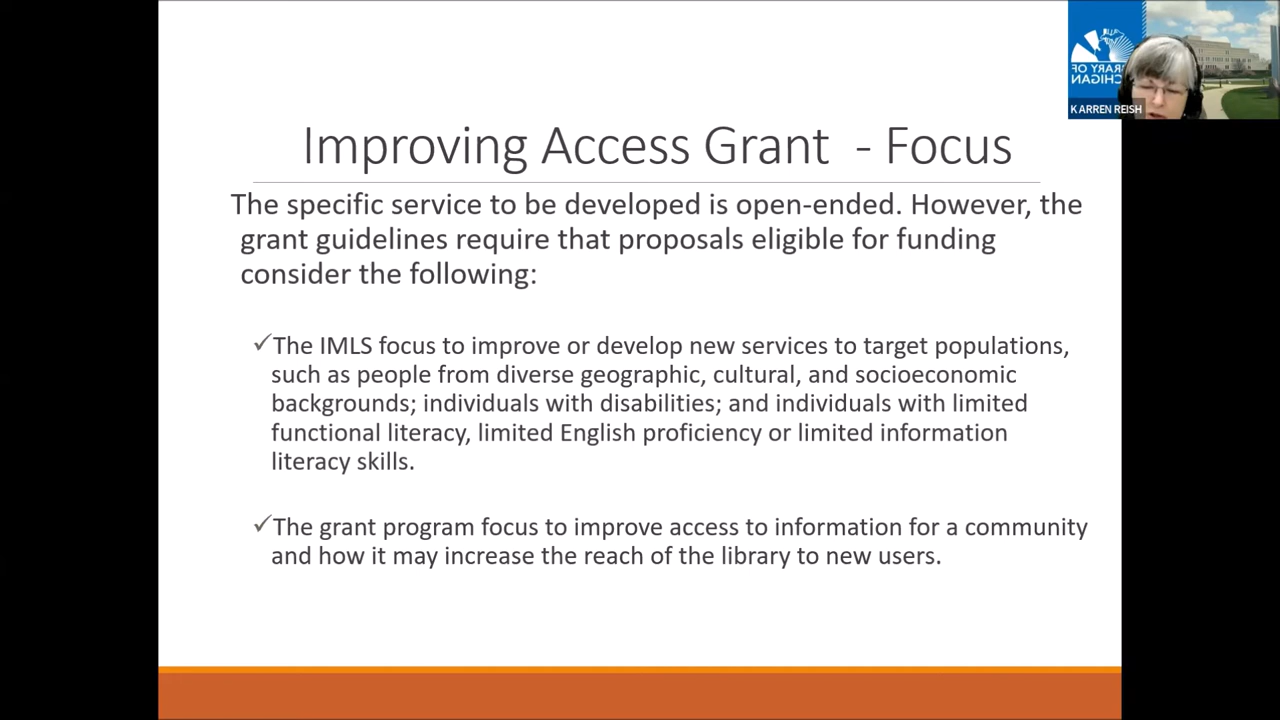 Improving Access Grant - Focus
The specific service to be developed is open-ended. However, the
grant guidelines require that proposals eligible for funding
consider the following:
✓The IMLS focus to improve or develop new services to target populations,
such as people from diverse geographic, cultural, and socioeconomic
backgrounds; individuals with disabilities; and individuals with limited
functional literacy, limited English proficiency or limited information
literacy skills.
✓The grant program focus to improve access to information for a community
and how it may increase the reach of the library to new users.
KARREN REISH